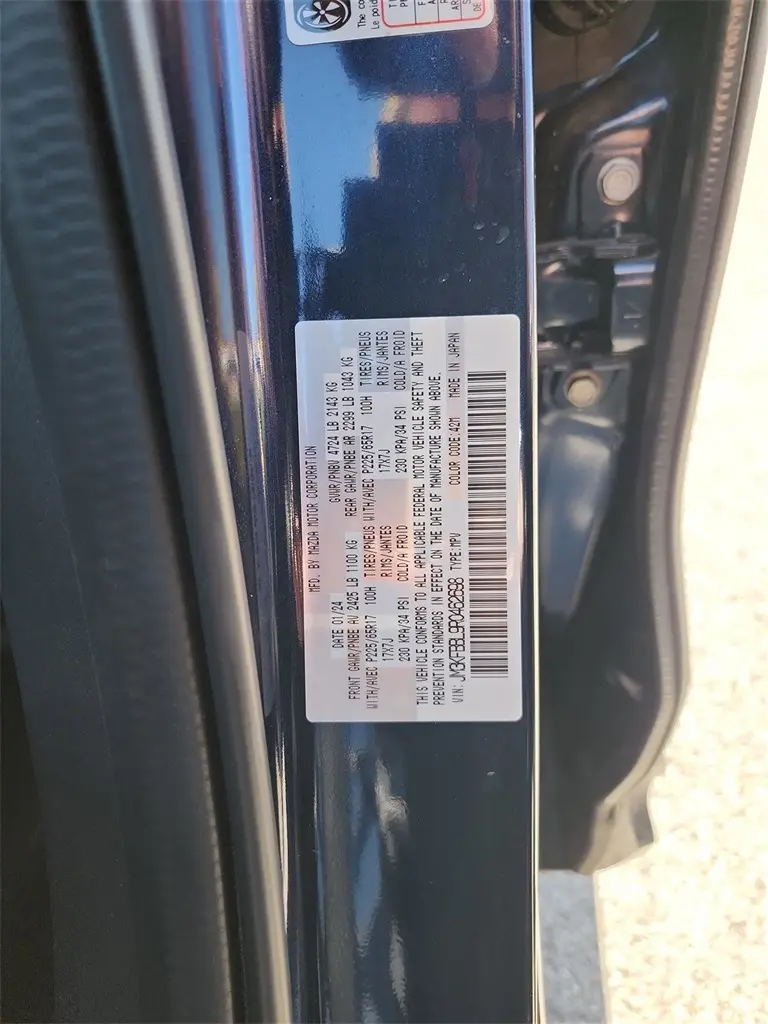 The co
Le poid
MFD. BY MAZDA MOTOR CORPORATION
DATE 01/24 GVWR/PNBV 4724 LB 2143 KG
FRONT GAWR/PNBE AV 2425 LB 1100 KG REAR GAWR/PNBE AR 2299 LB 1043 KG
WITH/AVEC P225/65R17 100H TIRES/PNEUS WITH/AVEC P225/65R17 100H TIRES/PNEUS
17X7J RIMS/JANTES 17X7J RIMS/JANTES
230 KPA/34 PSI COLD/A FROID 230 KPA/34 PSI COLD/A FROID
THIS VEHICLE CONFORMS TO ALL APPLICABLE FEDERAL MOTOR VEHICLE SAFETY AND THEFT
PREVENTION STANDARDS IN EFFECT ON THE DATE OF MANUFACTURE SHOWN ABOVE.
VIN: JM3KFBBL9R0462698 TYPE:MPV COLOR CODE:42M MADE IN JAPAN